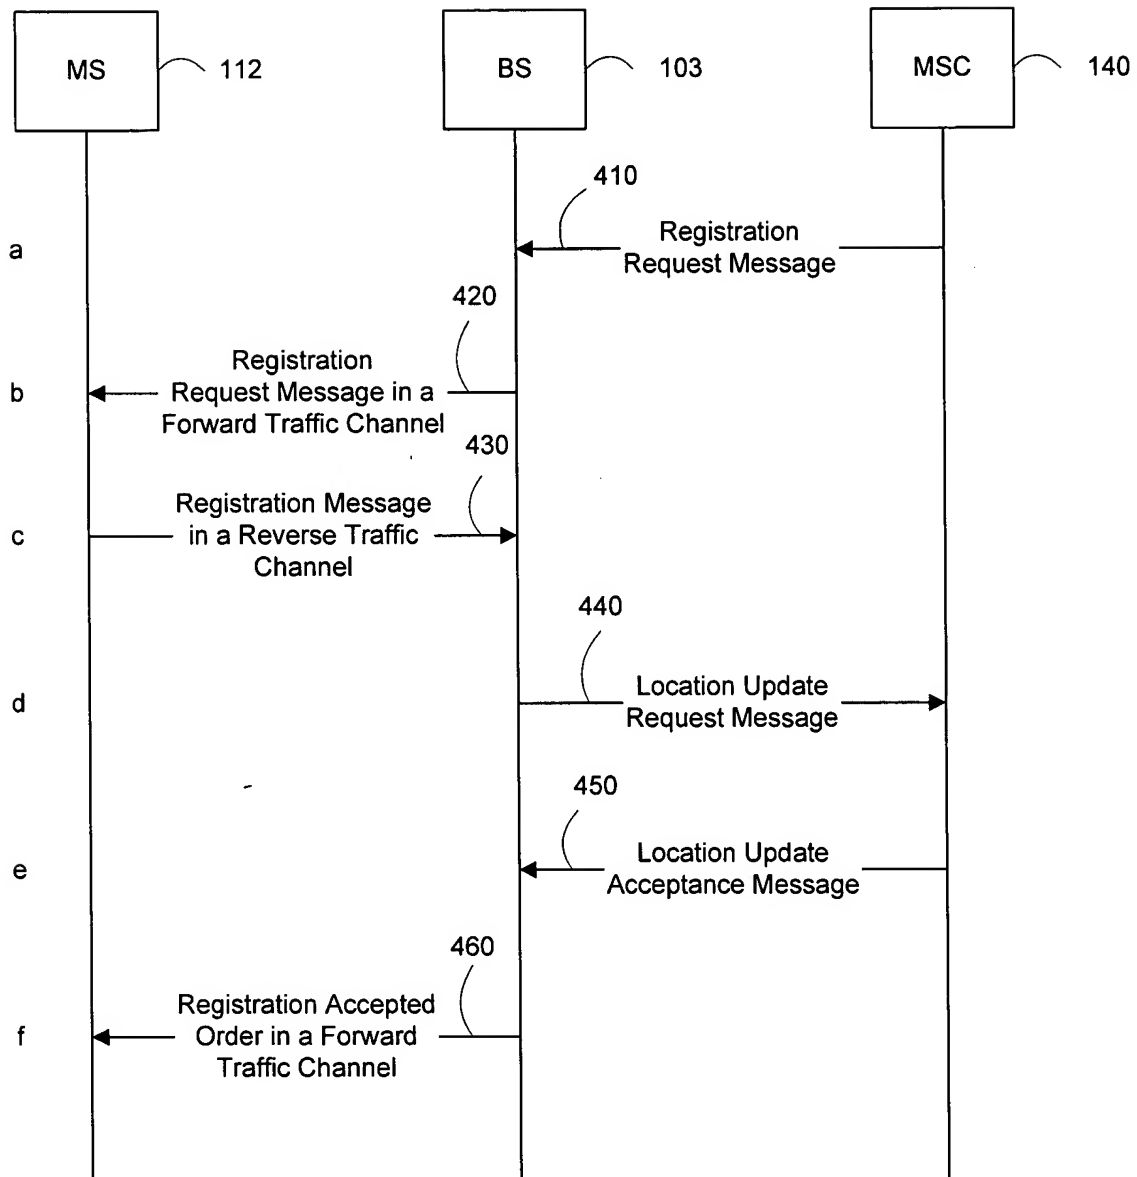 MS
112
BS
103
MSC
140
410
a
Registration
Request Message
420
b
Registration
Request Message in a
Forward Traffic Channel
430
c
Registration Message
in a Reverse Traffic
Channel
440
d
Location Update
Request Message
450
e
Location Update
Acceptance Message
460
f
Registration Accepted
Order in a Forward
Traffic Channel